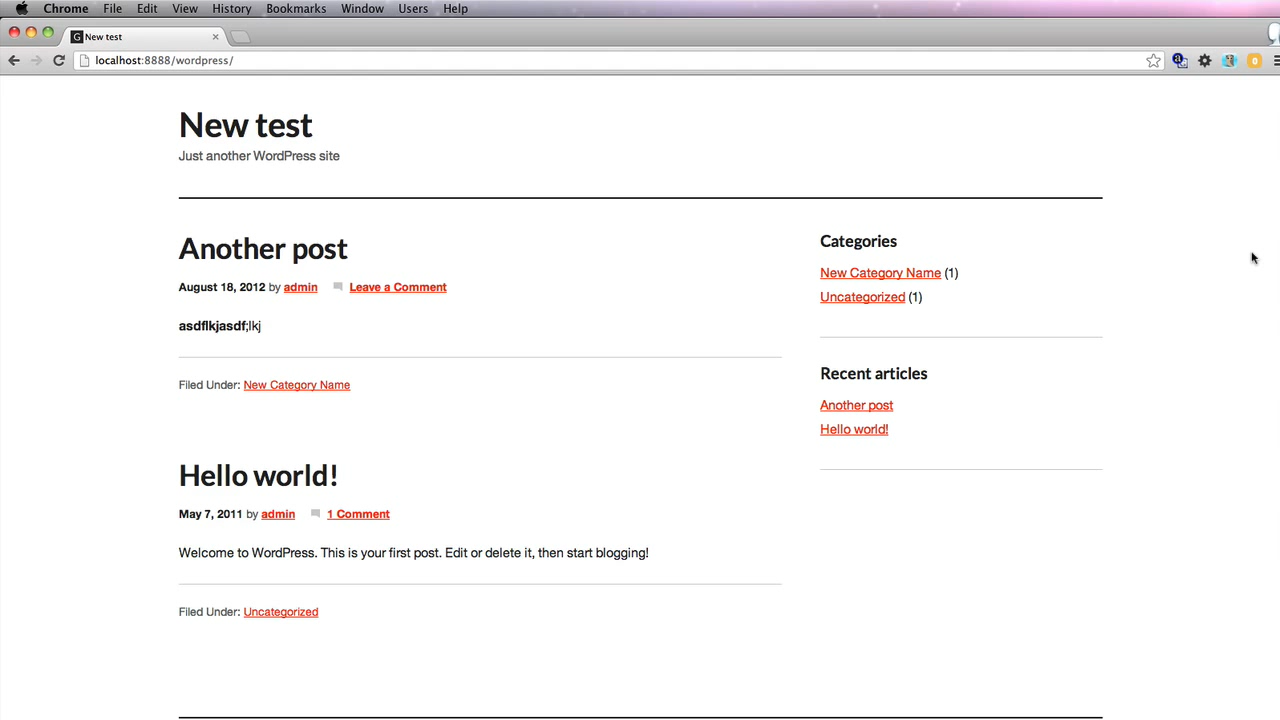 Chrome File Edit View History Bookmarks Window Users Help
G New test
localhost:8888/wordpress/
a
0
New test
Just another WordPress site
Another post
August 18, 2012 by admin Leave a Comment
asdflkjasdf;lkj
Filed Under: New Category Name
Hello world!
May 7, 2011 by admin 1 Comment
Welcome to WordPress. This is your first post. Edit or delete it, then start blogging!
Filed Under: Uncategorized
Categories
New Category Name (1)
Uncategorized (1)
Recent articles
Another post
Hello world!